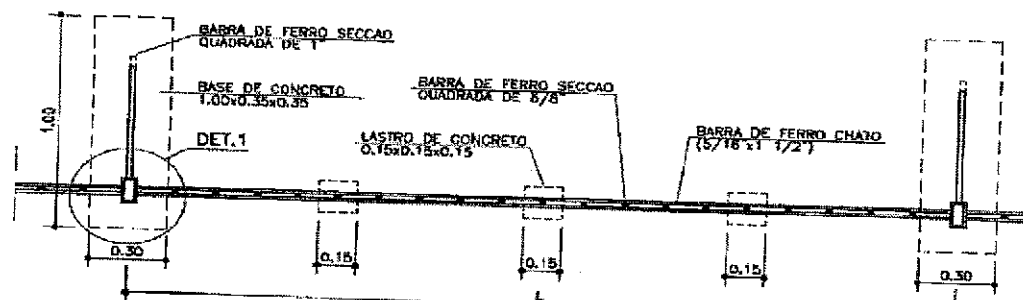 BARRA DE FERRO SECCAO
QUADRADA DE 1"
BASE DE CONCRETO
1.00x0.35x0.35
DET.1
BARRA DE FERRO SECCAO
QUADRADA DE 5/8"
LASTRO DE CONCRETO
0.15x0.15x0.15
BARRA DE FERRO CHATO
(5/16"x1 1/2")
1.00
0.30
0.15
0.15
0.15
0.30
L